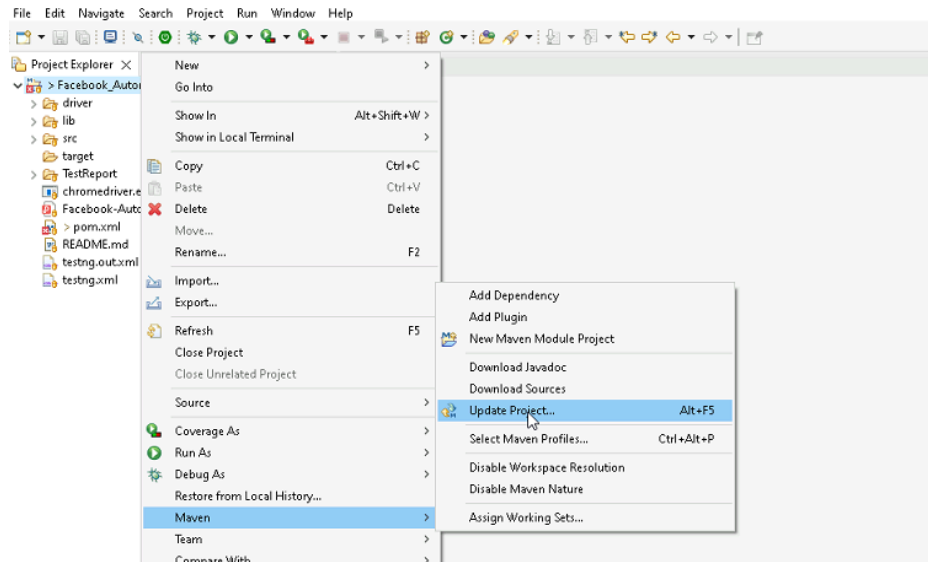 File Edit Navigate Search Project Run Window Help
Project Explorer
> Facebook_Autor
driver
lib
src
target
TestReport
chromedriver.e
Facebook-Auto
> pom.xml
README.md
testng.out.xml
testng.xml
New
Go Into
Show In Alt+Shift+W >
Show in Local Terminal
Copy Ctrl+C
Paste Ctrl+V
Delete Delete
Move...
Rename... F2
Import...
Export...
Refresh F5
Close Project
Close Unrelated Project
Source
Coverage As
Run As
Debug As
Restore from Local History...
Maven
Team
Compare With
Add Dependency
Add Plugin
New Maven Module Project
Download Javadoc
Download Sources
Update Project... Alt+F5
Select Maven Profiles... Ctrl+Alt+P
Disable Workspace Resolution
Disable Maven Nature
Assign Working Sets...